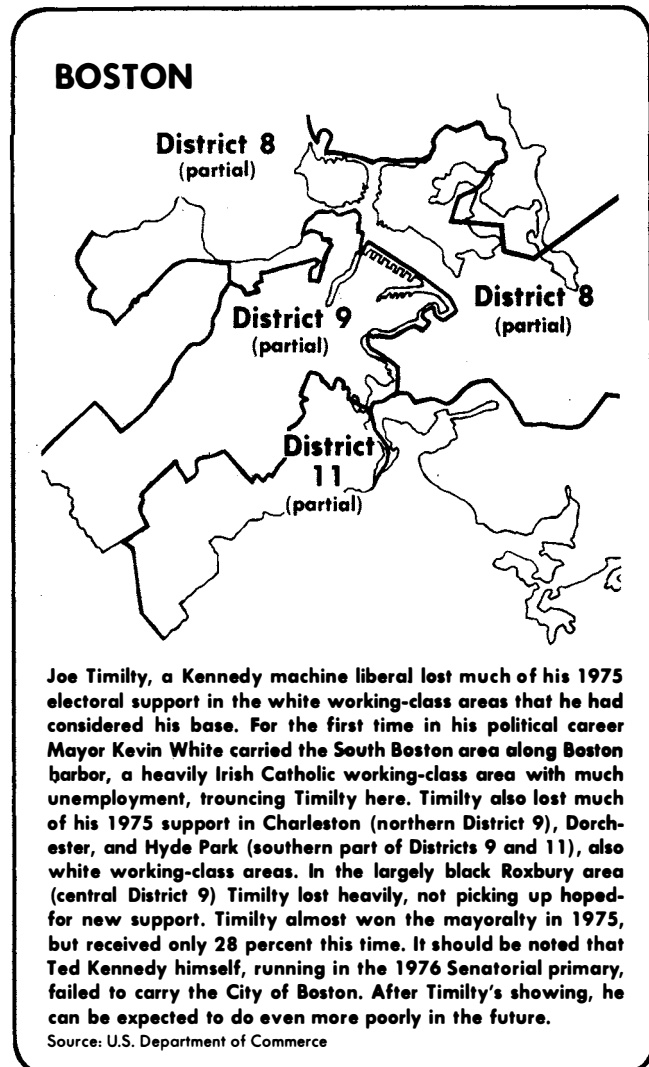 BOSTON
District 8
(partial)
District 8
(partial)
District 9
(partial)
District
11
(partial)
Joe Timilty, a Kennedy machine liberal lost much of his 1975
electoral support in the white working-class areas that he had
considered his base. For the first time in his political career
Mayor Kevin White carried the South Boston area along Boston
harbor, a heavily Irish Catholic working-class area with much
unemployment, trouncing Timilty here. Timilty also lost much
of his 1975 support in Charleston (northern District 9), Dorch-
ester, and Hyde Park (southern part of Districts 9 and 11), also
white working-class areas. In the largely black Roxbury area
(central District 9) Timilty lost heavily, not picking up hoped-
for new support. Timilty almost won the mayoralty in 1975,
but received only 28 percent this time. It should be noted that
Ted Kennedy himself, running in the 1976 Senatorial primary,
failed to carry the City of Boston. After Timilty's showing, he
can be expected to do even more poorly in the future.
Source: U.S. Department of Commerce